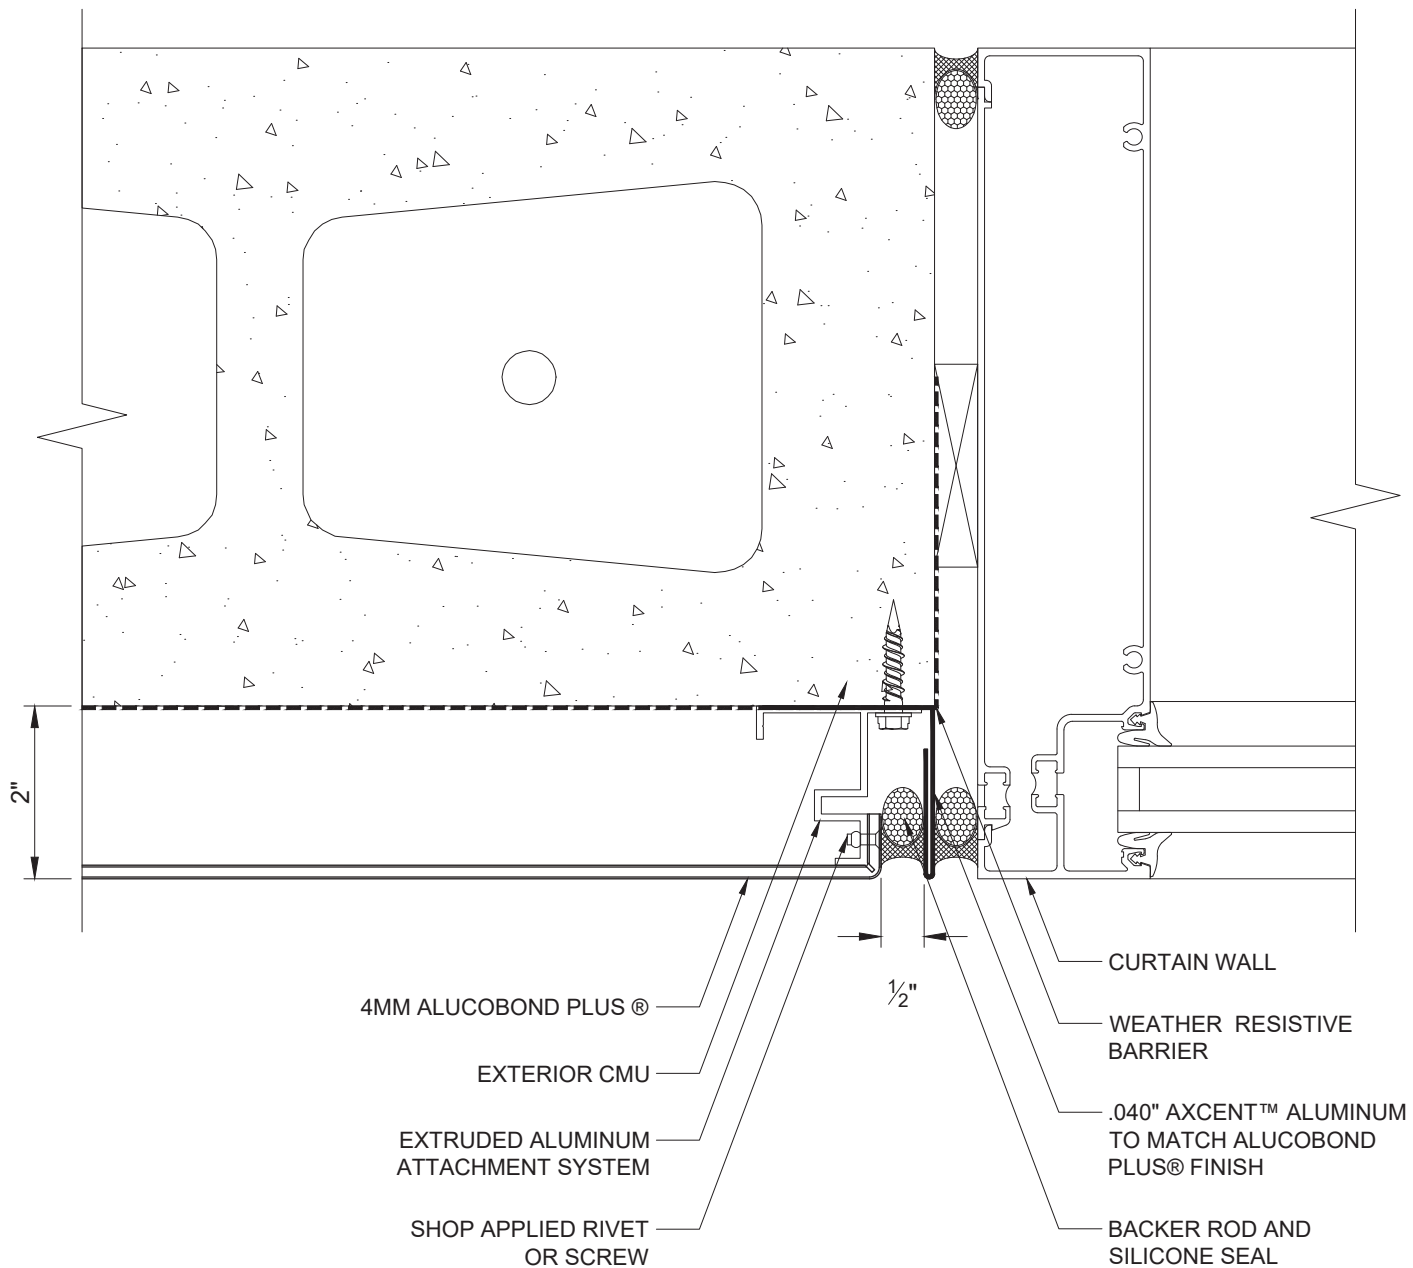 2"
½"
4MM ALUCOBOND PLUS ®
EXTERIOR CMU
EXTRUDED ALUMINUM
ATTACHMENT SYSTEM
SHOP APPLIED RIVET
OR SCREW
CURTAIN WALL
WEATHER RESISTIVE
BARRIER
.040" AXCENT™ ALUMINUM
TO MATCH ALUCOBOND
PLUS® FINISH
BACKER ROD AND
SILICONE SEAL